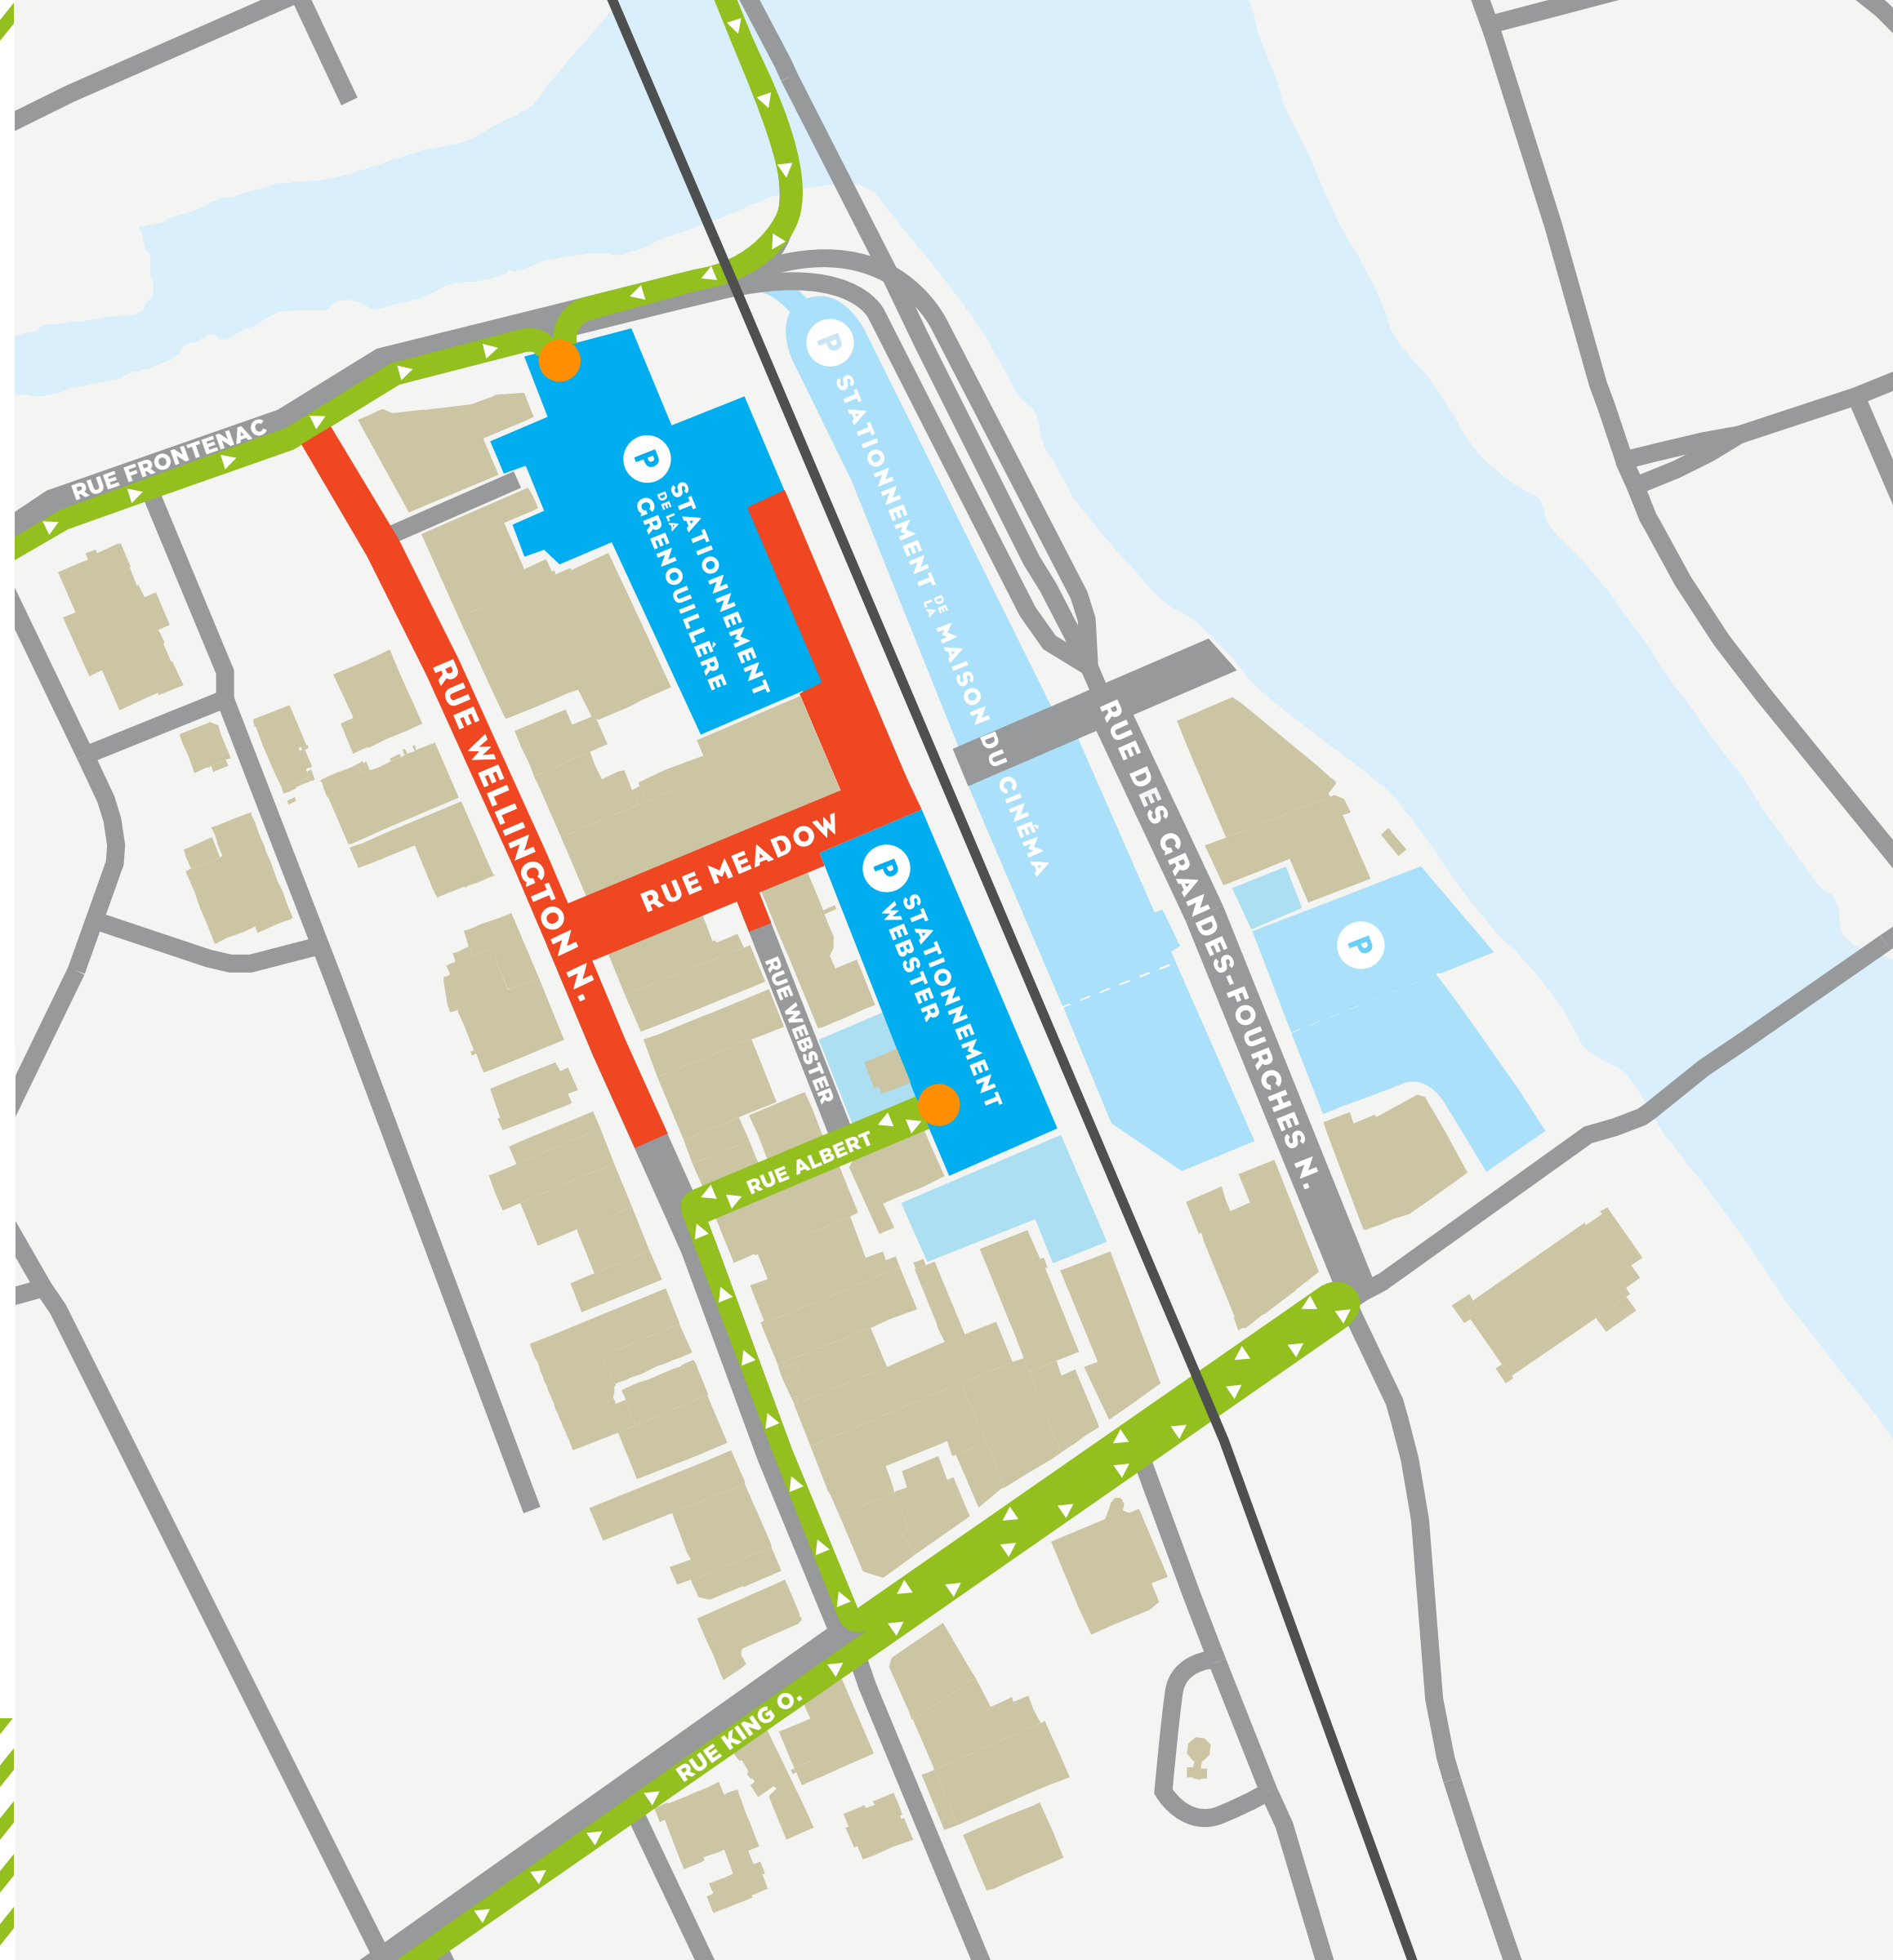 RUE FRONTENAC
P
STATIONNEMENT
DE LA
GRENOUILLÈRE
P
STATIONNEMENT DE LA MAISON DU CINÉMA
RUE WELLINGTON N.
RUE MEADOW
RUE DES GRANDES-FOURCHES N.
P
STATIONNEMENT
WEBSTER
P
RUE WEBSTER
RUE ALBERT
RUE KING O.